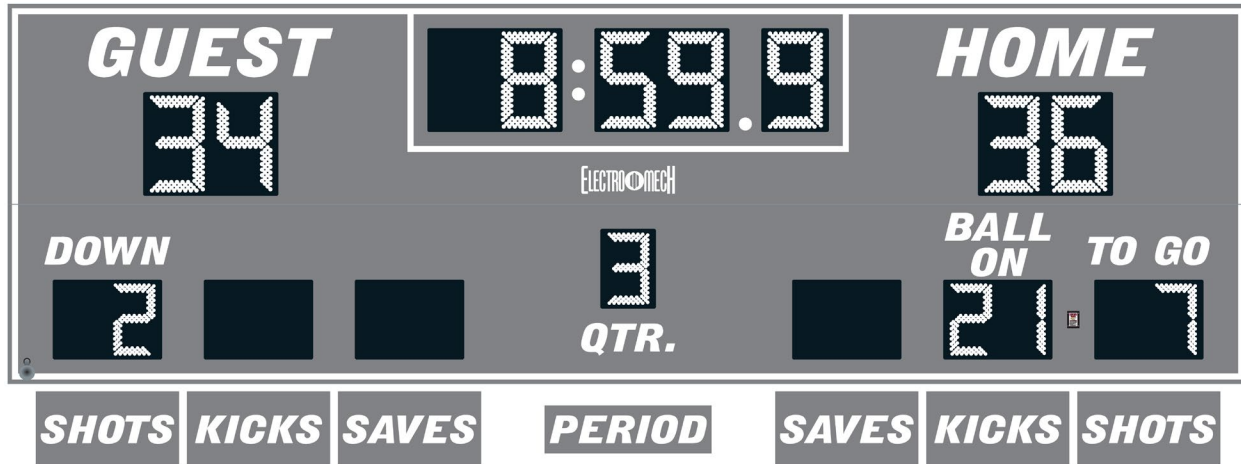 GUEST 8:59.9 HOME
34 36
ELECTRO MECH
DOWN 3 BALL ON TO GO
2 21 7
QTR.
SHOTS KICKS SAVES PERIOD SAVES KICKS SHOTS